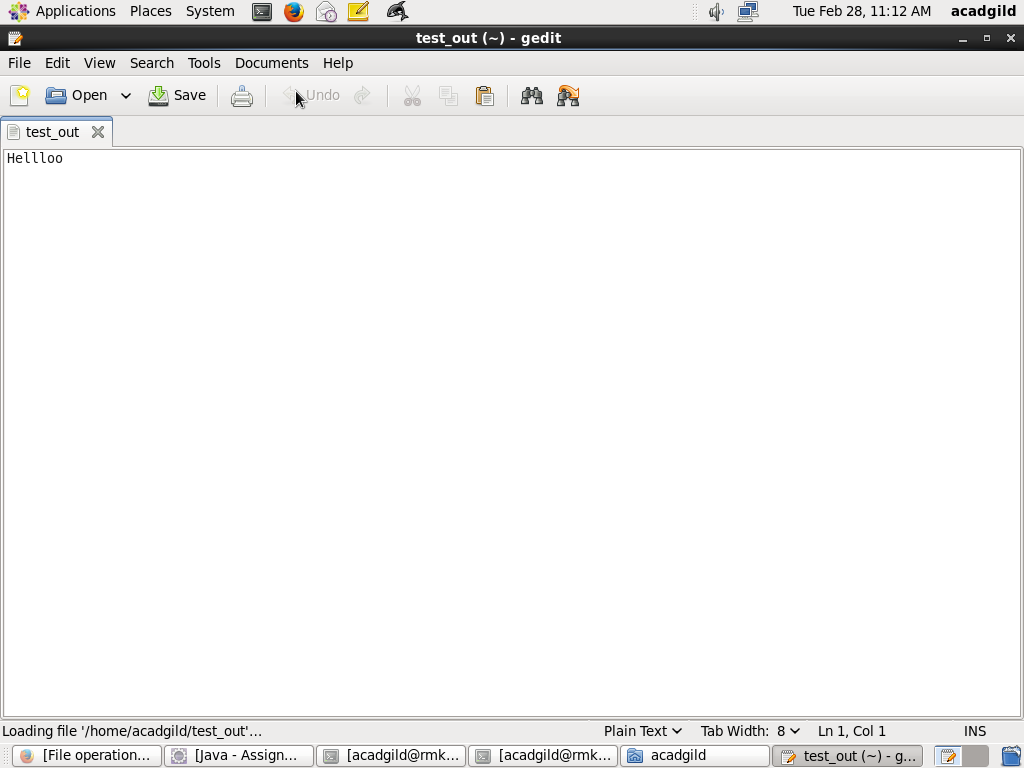 Applications Places System Tue Feb 28, 11:12 AM acadgild
test_out (~) - gedit
File Edit View Search Tools Documents Help
Open Save Undo
test_out
Hellloo
Loading file '/home/acadgild/test_out'... Plain Text Tab Width: 8 Ln 1, Col 1 INS
[File operation... [Java - Assign... [acadgild@rmk... [acadgild@rmk... acadgild test_out (~) - g...